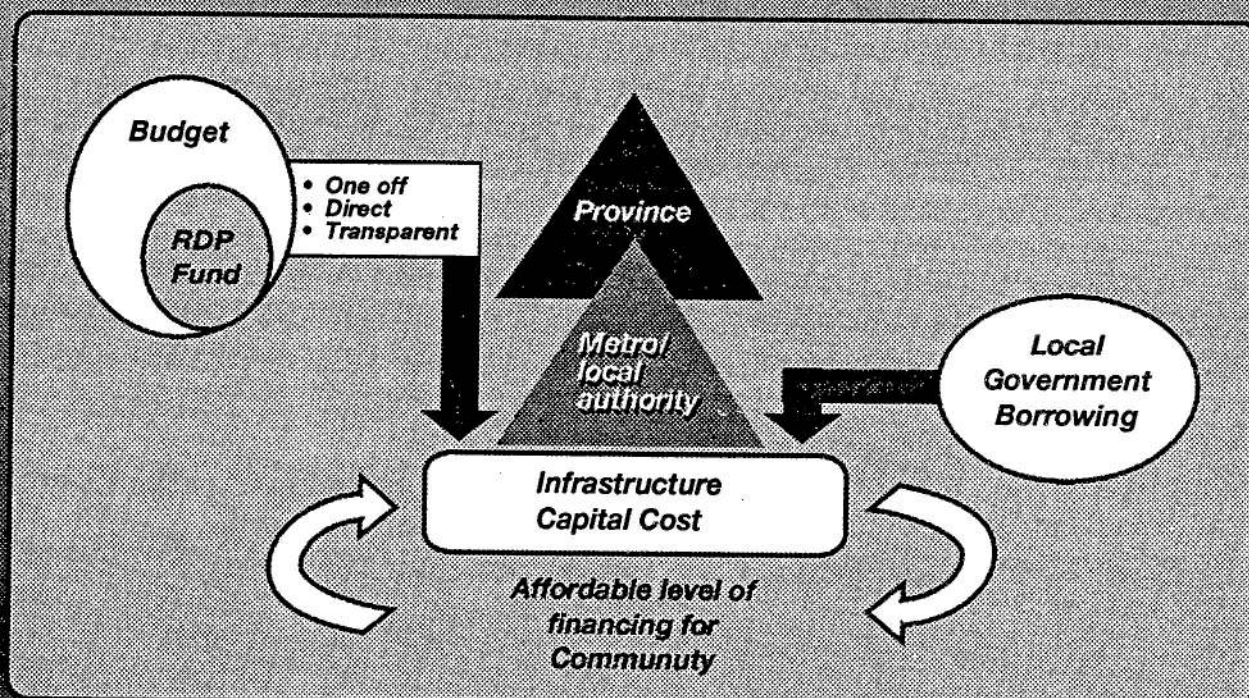 Budget
RDP
Fund
• One off
• Direct
• Transparent
Province
Metro/
local
authority
Local
Government
Borrowing
Infrastructure
Capital Cost
Affordable level of
financing for
Communuty